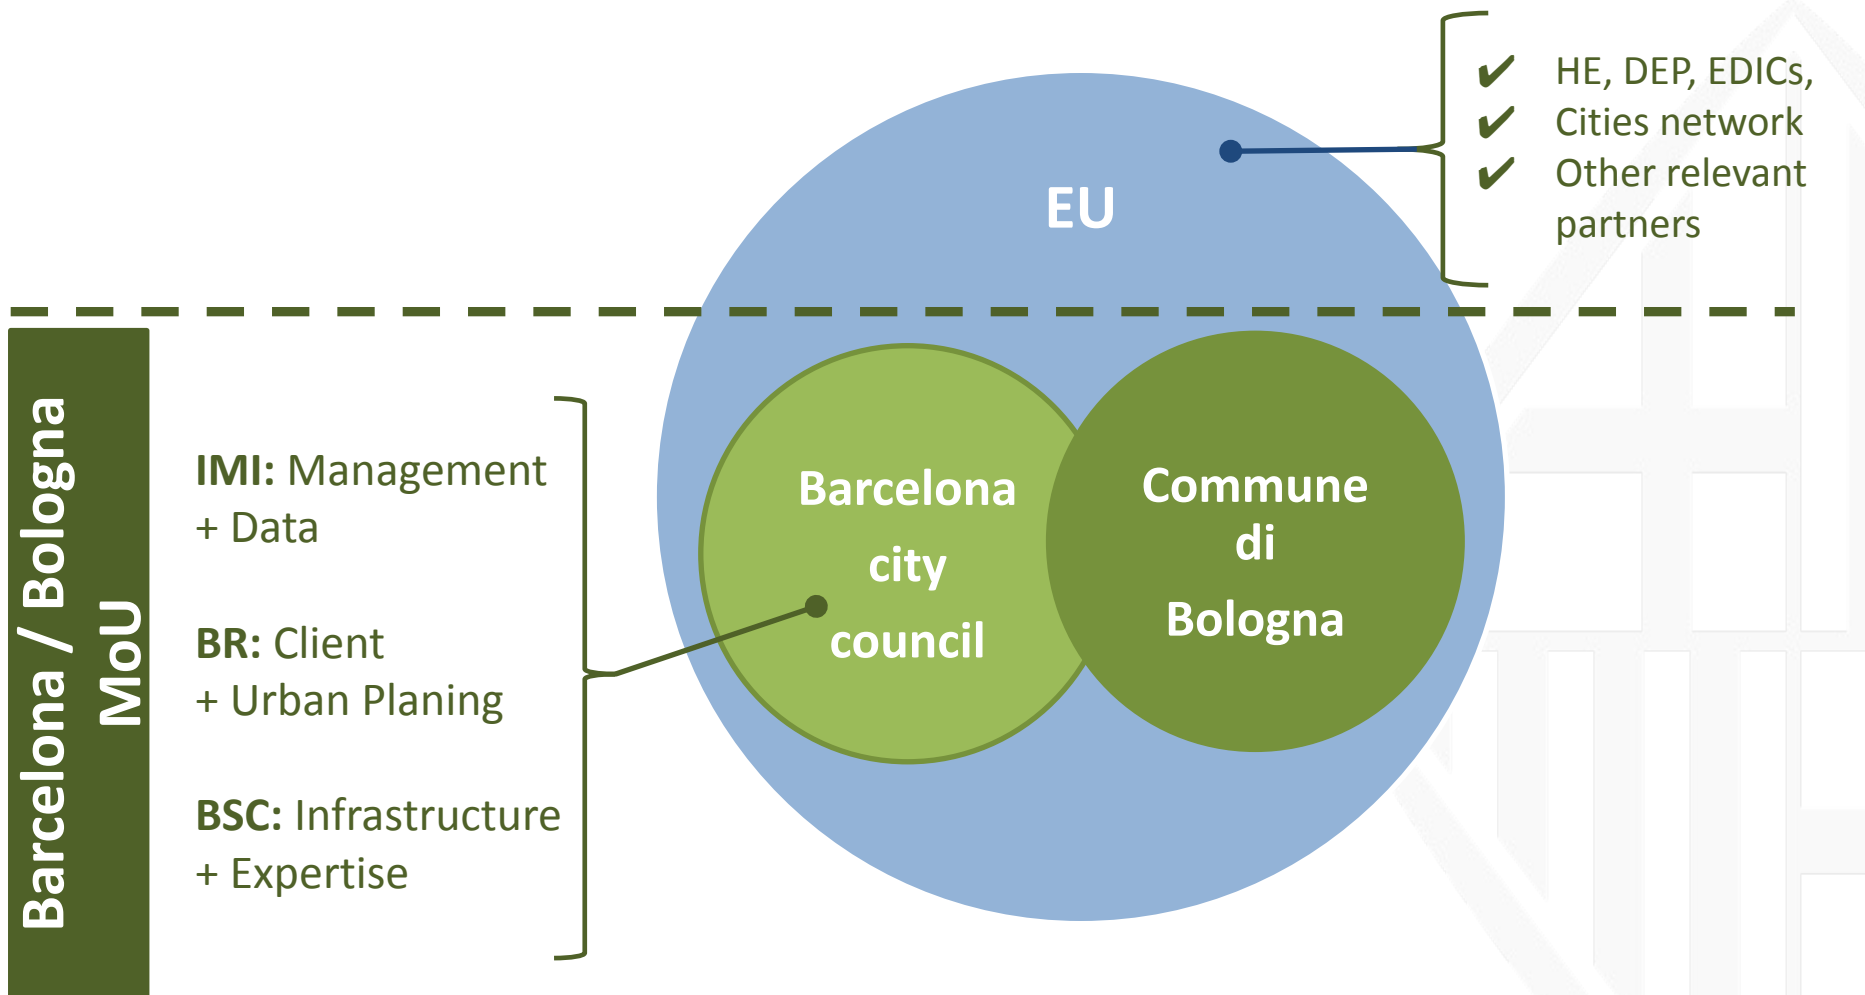 ✔ HE, DEP, EDICs,
✔ Cities network
✔ Other relevant
partners
EU
Barcelona / Bologna
MoU
IMI: Management
+ Data
BR: Client
+ Urban Planing
BSC: Infrastructure
+ Expertise
Barcelona
city
council
Commune
di
Bologna